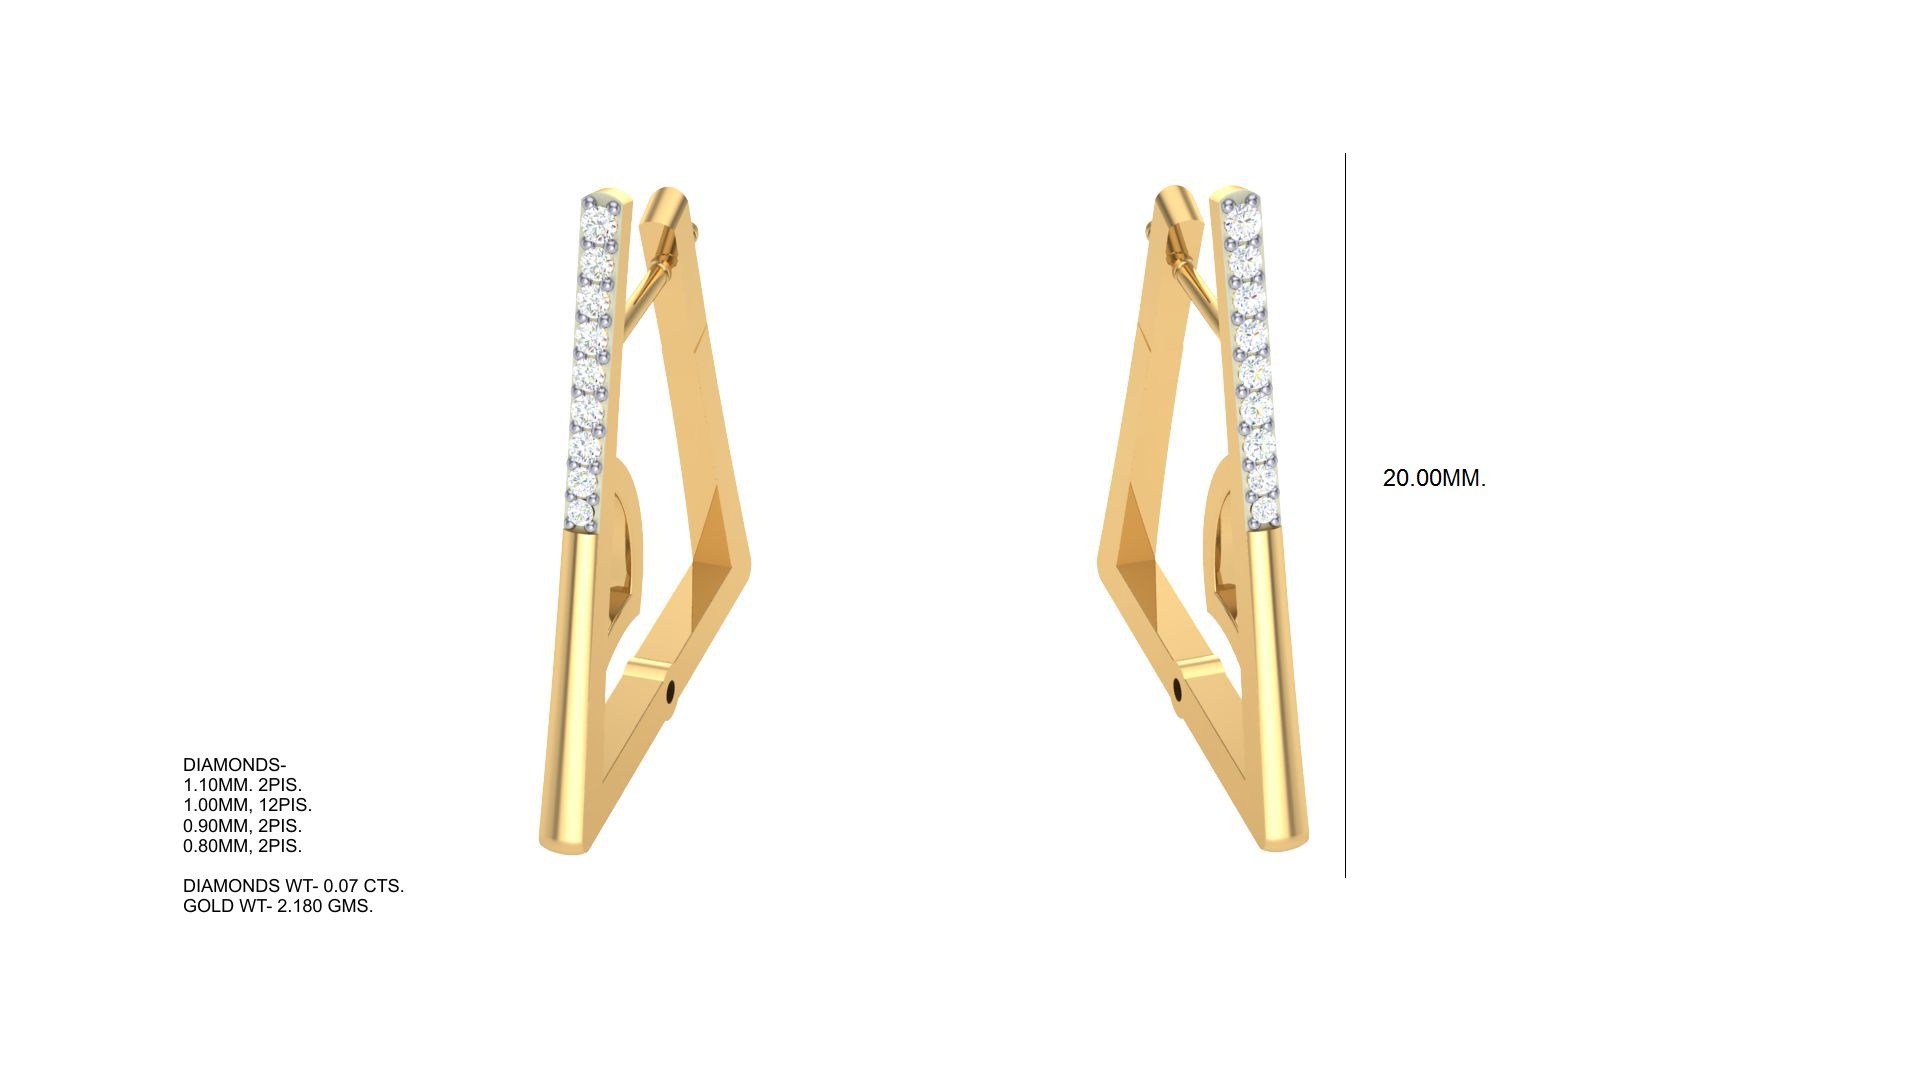 20.00MM.
DIAMONDS-
1.10MM. 2PIS.
1.00MM, 12PIS.
0.90MM, 2PIS.
0.80MM, 2PIS.
DIAMONDS WT- 0.07 CTS.
GOLD WT- 2.180 GMS.